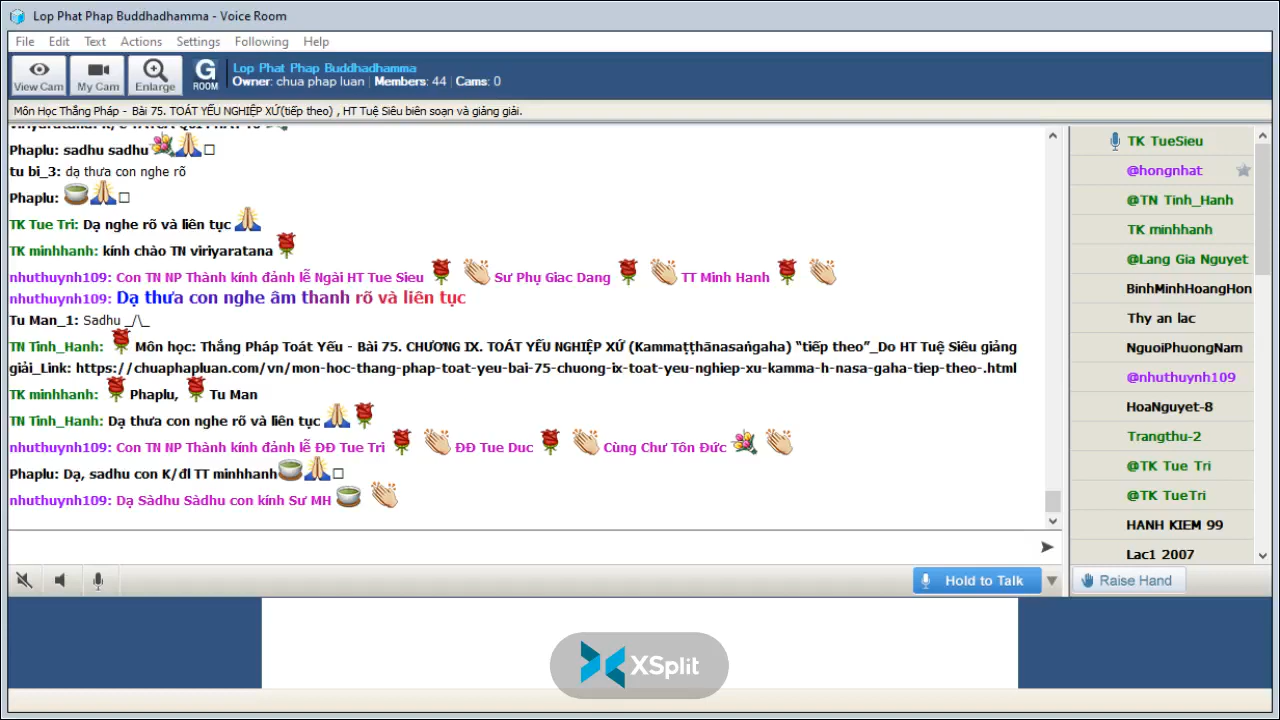 Lop Phat Phap Buddhadhamma - Voice Room
File Edit Text Actions Settings Following Help
View Cam My Cam Enlarge G ROOM
Lop Phat Phap Buddhadhamma
Owner: chua phap luan | Members: 44 | Cams: 0
Môn Học Thắng Pháp - Bài 75. TOÁT YẾU NGHIỆP XỨ(tiếp theo) , HT Tuệ Siêu biên soạn và giảng giải.
Phaplu: sadhu sadhu
tu bi_3: dạ thưa con nghe rõ
Phaplu:
TK Tue Tri: Dạ nghe rõ và liên tục
TK minhhanh: kính chào TN viriyaratana
nhuthuynh109: Con TN NP Thành kính đảnh lễ Ngài HT Tue Sieu Sư Phụ Giac Dang TT Minh Hanh
nhuthuynh109: Dạ thưa con nghe âm thanh rõ và liên tục
Tu Man_1: Sadhu _/\_
TN Tinh_Hanh: Môn học: Thắng Pháp Toát Yếu - Bài 75. CHƯƠNG IX. TOÁT YẾU NGHIỆP XỨ (Kammaṭṭhānasaṅgaha) “tiếp theo”_Do HT Tuệ Siêu giảng
giải_Link: https://chuaphapluan.com/vn/mon-hoc-thang-phap-toat-yeu-bai-75-chuong-ix-toat-yeu-nghiep-xu-kamma-h-nasa-gaha-tiep-theo-.html
TK minhhanh: Phaplu, Tu Man
TN Tinh_Hanh: Dạ thưa con nghe rõ và liên tục
nhuthuynh109: Con TN NP Thành kính đảnh lễ ĐĐ Tue Tri ĐĐ Tue Duc Cùng Chư Tôn Đức
Phaplu: Dạ, sadhu con K/đl TT minhhanh
nhuthuynh109: Dạ Sàdhu Sàdhu con kính Sư MH
TK TueSieu
@hongnhat
@TN Tinh_Hanh
TK minhhanh
@Lang Gia Nguyet
BinhMinhHoangHon
Thy an lac
NguoiPhuongNam
@nhuthuynh109
HoaNguyet-8
Trangthu-2
@TK Tue Tri
@TK TueTri
HANH KIEM 99
Lac1 2007
Hold to Talk
Raise Hand
XSplit